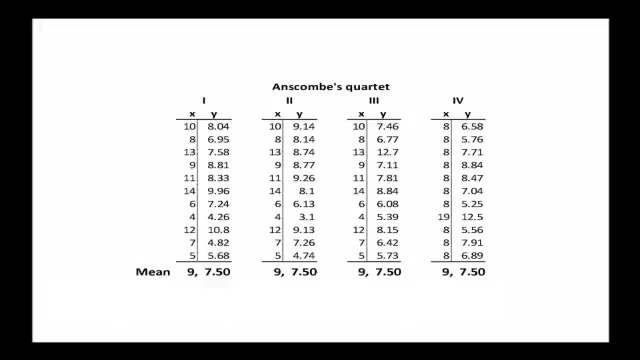 Anscombe's quartet
I II III IV
x y x y x y x y
10 8.04 10 9.14 10 7.46 8 6.58
8 6.95 8 8.14 8 6.77 8 5.76
13 7.58 13 8.74 13 12.7 8 7.71
9 8.81 9 8.77 9 7.11 8 8.84
11 8.33 11 9.26 11 7.81 8 8.47
14 9.96 14 8.1 14 8.84 8 7.04
6 7.24 6 6.13 6 6.08 8 5.25
4 4.26 4 3.1 4 5.39 19 12.5
12 10.8 12 9.13 12 8.15 8 5.56
7 4.82 7 7.26 7 6.42 8 7.91
5 5.68 5 4.74 5 5.73 8 6.89
Mean 9, 7.50 9, 7.50 9, 7.50 9, 7.50